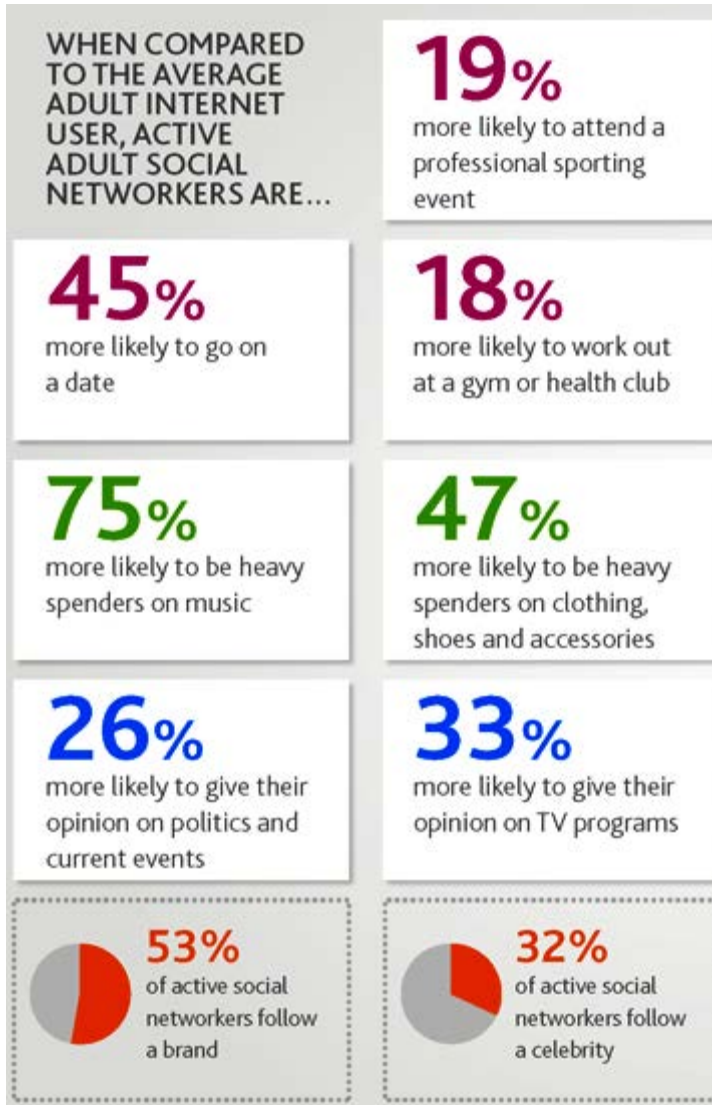 WHEN COMPARED
TO THE AVERAGE
ADULT INTERNET
USER, ACTIVE
ADULT SOCIAL
NETWORKERS ARE...
19%
more likely to attend a
professional sporting
event
45%
more likely to go on
a date
18%
more likely to work out
at a gym or health club
75%
more likely to be heavy
spenders on music
47%
more likely to be heavy
spenders on clothing,
shoes and accessories
26%
more likely to give their
opinion on politics and
current events
33%
more likely to give their
opinion on TV programs
53%
of active social
networkers follow
a brand
32%
of active social
networkers follow
a celebrity